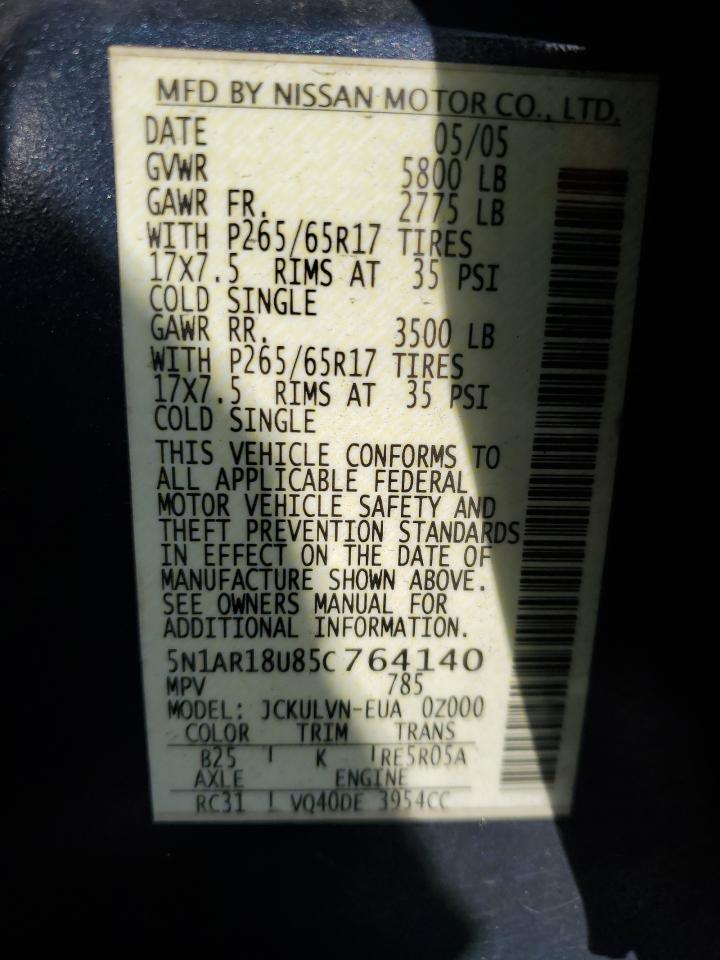 MFD BY NISSAN MOTOR CO., LTD.
DATE 05/05
GVWR 5800 LB
GAWR FR. 2775 LB
WITH P265/65R17 TIRES
17X7.5 RIMS AT 35 PSI
COLD SINGLE
GAWR RR. 3500 LB
WITH P265/65R17 TIRES
17X7.5 RIMS AT 35 PSI
COLD SINGLE
THIS VEHICLE CONFORMS TO
ALL APPLICABLE FEDERAL
MOTOR VEHICLE SAFETY AND
THEFT PREVENTION STANDARDS
IN EFFECT ON THE DATE OF
MANUFACTURE SHOWN ABOVE.
SEE OWNERS MANUAL FOR
ADDITIONAL INFORMATION.
5N1AR18U85C764140
MPV 785
MODEL: JCKULVN-EUA 0Z000
COLOR TRIM TRANS
B25 K RE5R05A
AXLE ENGINE
RC31 VQ40DE 3954CC